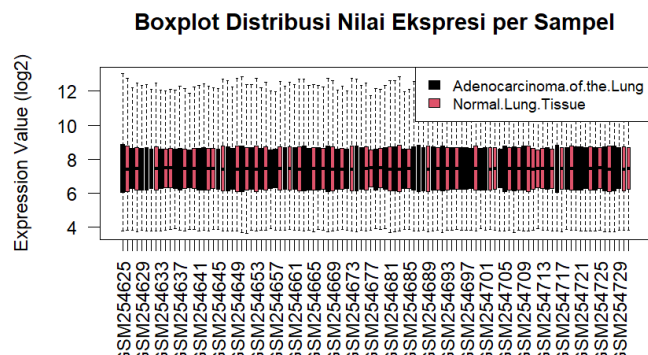 Boxplot Distribusi Nilai Ekspresi per Sampel
Expression Value (log2)
12
10
8
6
4
Adenocarcinoma.of.the.Lung
Normal.Lung.Tissue
SM254625
SM254629
SM254633
SM254637
SM254641
SM254645
SM254649
SM254653
SM254657
SM254661
SM254665
SM254669
SM254673
SM254677
SM254681
SM254685
SM254689
SM254693
SM254697
SM254701
SM254705
SM254709
SM254713
SM254717
SM254721
SM254725
SM254729